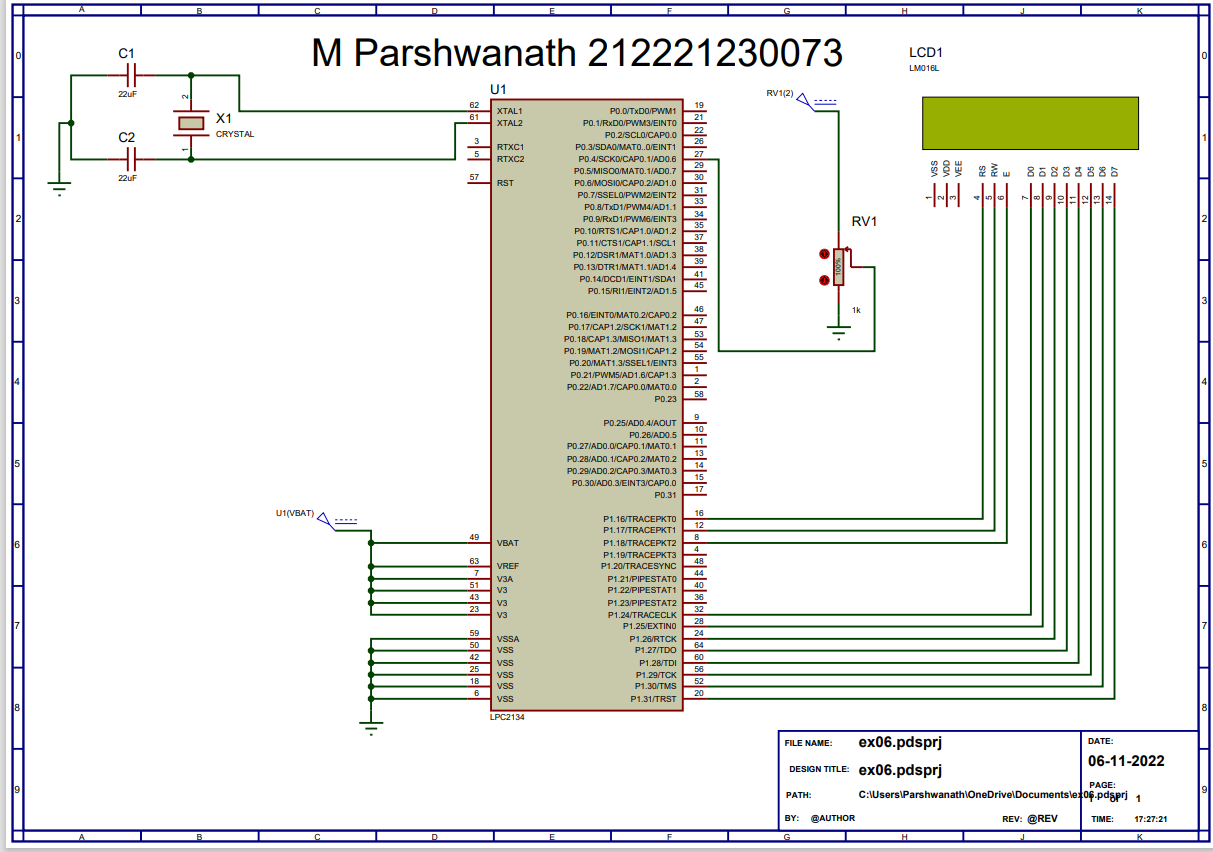 A B C D E F G H J K
M Parshwanath 212221230073
C1
22uF
C2
22uF
X1
CRYSTAL
2
1
LCD1
LM016L
VSS VDD VEE RS RW E D0 D1 D2 D3 D4 D5 D6 D7
1 2 3 4 5 6 7 8 9 10 11 12 13 14
RV1(2)
RV1
100%
1k
U1
62 XTAL1
61 XTAL2
3 RTXC1
5 RTXC2
57 RST
P0.0/TxD0/PWM1 19
P0.1/RxD0/PWM3/EINT0 21
P0.2/SCL0/CAP0.0 22
P0.3/SDA0/MAT0.0/EINT1 26
P0.4/SCK0/CAP0.1/AD0.6 27
P0.5/MISO0/MAT0.1/AD0.7 29
P0.6/MOSI0/CAP0.2/AD1.0 30
P0.7/SSEL0/PWM2/EINT2 31
P0.8/TxD1/PWM4/AD1.1 33
P0.9/RxD1/PWM6/EINT3 34
P0.10/RTS1/CAP1.0/AD1.2 35
P0.11/CTS1/CAP1.1/SCL1 37
P0.12/DSR1/MAT1.0/AD1.3 38
P0.13/DTR1/MAT1.1/AD1.4 39
P0.14/DCD1/EINT1/SDA1 41
P0.15/RI1/EINT2/AD1.5 45
P0.16/EINT0/MAT0.2/CAP0.2 46
P0.17/CAP1.2/SCK1/MAT1.2 47
P0.18/CAP1.3/MISO1/MAT1.3 53
P0.19/MAT1.2/MOSI1/CAP1.2 54
P0.20/MAT1.3/SSEL1/EINT3 55
P0.21/PWM5/AD1.6/CAP1.3 1
P0.22/AD1.7/CAP0.0/MAT0.0 2
P0.23 58
P0.25/AD0.4/AOUT 9
P0.26/AD0.5 10
P0.27/AD0.0/CAP0.1/MAT0.1 11
P0.28/AD0.1/CAP0.2/MAT0.2 13
P0.29/AD0.2/CAP0.3/MAT0.3 14
P0.30/AD0.3/EINT3/CAP0.0 15
P0.31 17
P1.16/TRACEPKT0 16
P1.17/TRACEPKT1 12
P1.18/TRACEPKT2 8
P1.19/TRACEPKT3 4
P1.20/TRACESYNC 48
P1.21/PIPESTAT0 44
P1.22/PIPESTAT1 40
P1.23/PIPESTAT2 36
P1.24/TRACECLK 32
P1.25/EXTIN0 28
P1.26/RTCK 24
P1.27/TDO 64
P1.28/TDI 60
P1.29/TCK 56
P1.30/TMS 52
P1.31/TRST 20
U1(VBAT)
49 VBAT
63 VREF
7 V3A
51 V3
43 V3
23 V3
59 VSSA
50 VSS
42 VSS
25 VSS
18 VSS
6 VSS
LPC2134
0 1 2 3 4 5 6 7 8 9
0 1 2 3 4 5 6 7 8 9
FILE NAME: ex06.pdsprj
DESIGN TITLE: ex06.pdsprj
PATH: C:\Users\Parshwanath\OneDrive\Documents\ex06.pdsprj
BY: @AUTHOR REV: @REV
DATE:
06-11-2022
PAGE:
1 of 1
TIME: 17:27:21
A B C D E F G H J K